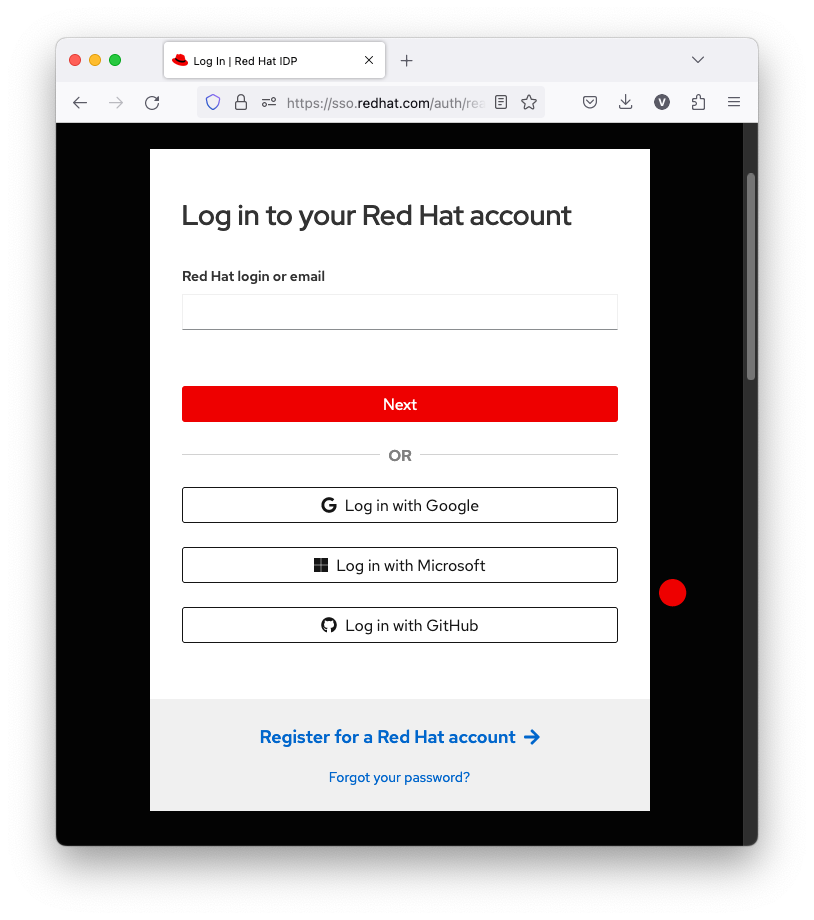 Log In | Red Hat IDP
https://sso.redhat.com/auth/rea
V
Log in to your Red Hat account
Red Hat login or email
Next
OR
Log in with Google
Log in with Microsoft
Log in with GitHub
Register for a Red Hat account
Forgot your password?